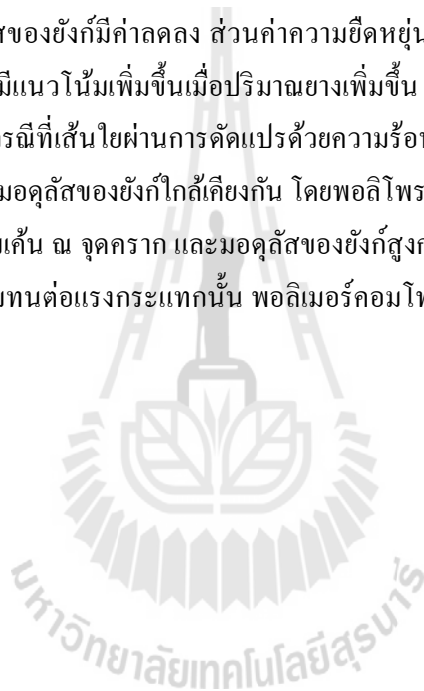 สของยังก์มีค่าลดลง ส่วนค่าความยืดหยุ่น
มีแนวโน้มเพิ่มขึ้นเมื่อปริมาณยางเพิ่มขึ้น
รณีที่เส้นใยผ่านการดัดแปรด้วยความร้อน
มอดุลัสของยังก์ใกล้เคียงกัน โดยพอลิโพร
มเค้น ณ จุดคราก และมอดุลัสของยังก์สูงก
มทนต่อแรงกระแทกนั้น พอลิเมอร์คอมโพ
มหาวิทยาลัยเทคโนโลยีสุรนารี